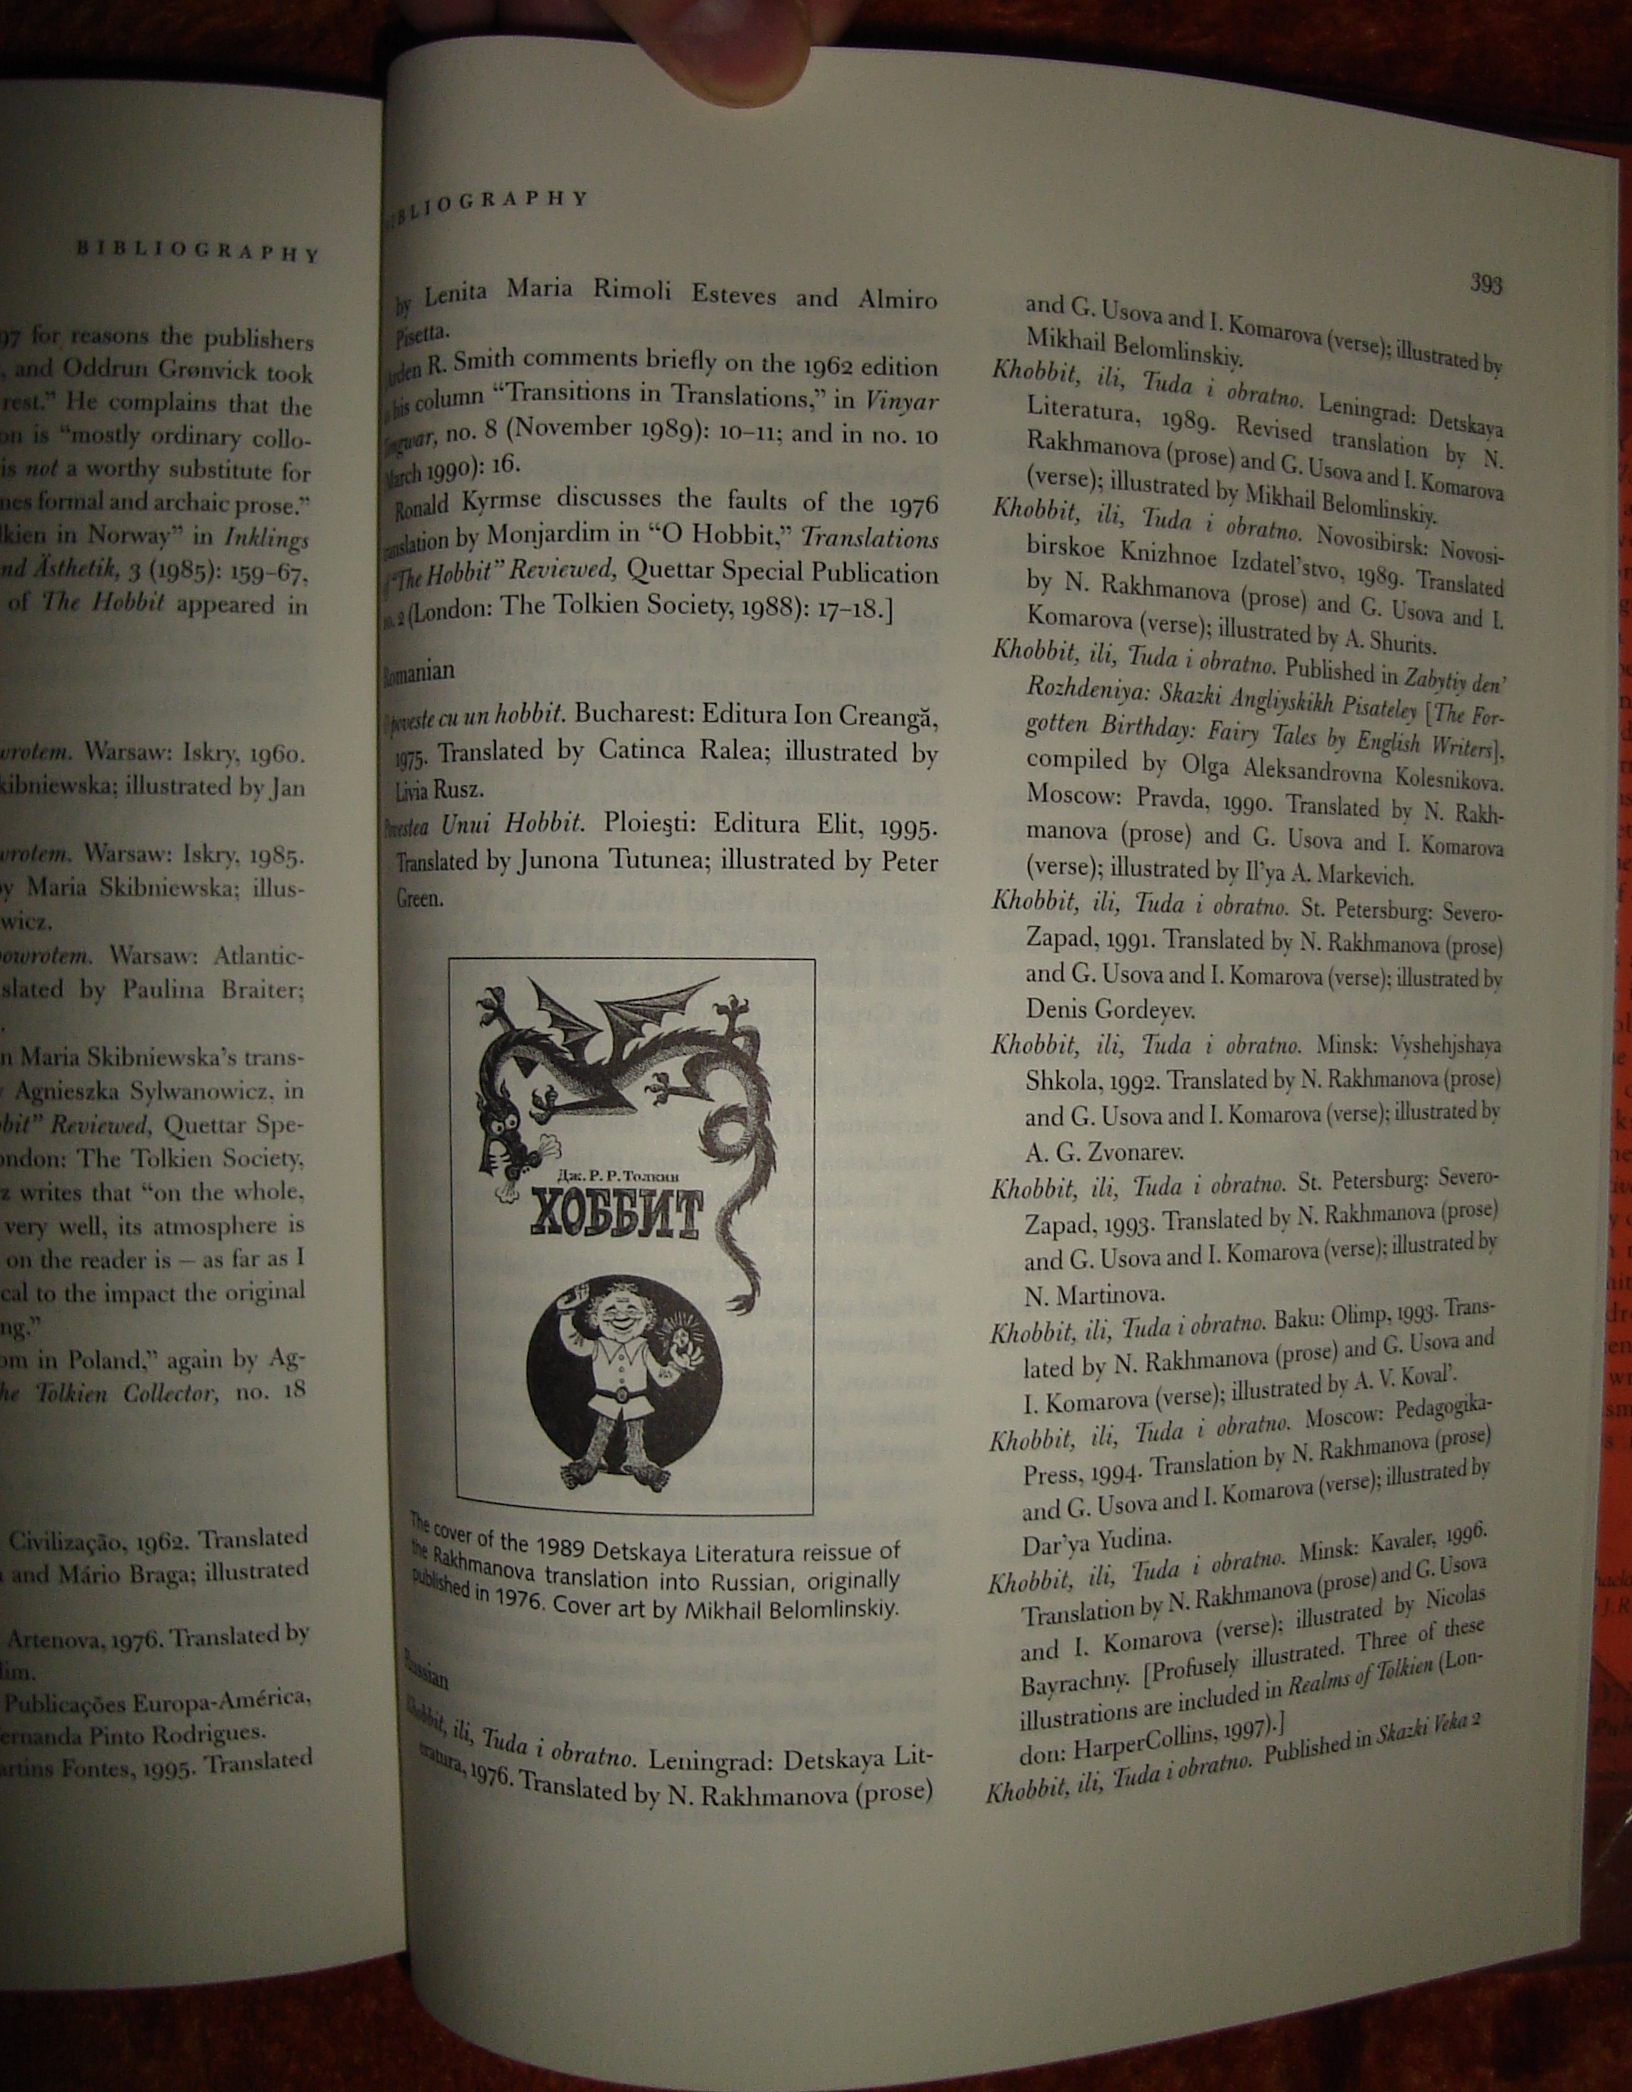 BIBLIOGRAPHY
97 for reasons the publishers
, and Oddrun Grønvick took
rest.” He complains that the
on is “mostly ordinary collo-
is not a worthy substitute for
mes formal and archaic prose.”
lkien in Norway” in Inklings
nd Ästhetik, 3 (1985): 159–67,
of The Hobbit appeared in
wrotem. Warsaw: Iskry, 1960.
kibniewska; illustrated by Jan
wrotem. Warsaw: Iskry, 1985.
by Maria Skibniewska; illus-
wicz.
powrotem. Warsaw: Atlantic-
slated by Paulina Braiter;
n Maria Skibniewska’s trans-
Agnieszka Sylwanowicz, in
bbit” Reviewed, Quettar Spe-
ondon: The Tolkien Society,
z writes that “on the whole,
very well, its atmosphere is
on the reader is – as far as I
cal to the impact the original
ng.”
om in Poland,” again by Ag-
he Tolkien Collector, no. 18
Civilização, 1962. Translated
and Mário Braga; illustrated
Artenova, 1976. Translated by
dim.
Publicações Europa-América,
ernanda Pinto Rodrigues.
artins Fontes, 1995. Translated
BIBLIOGRAPHY
393
by Lenita Maria Rimoli Esteves and Almiro
Pisetta.
Arden R. Smith comments briefly on the 1962 edition
in his column “Transitions in Translations,” in Vinyar
Tengwar, no. 8 (November 1989): 10–11; and in no. 10
(March 1990): 16.
Ronald Kyrmse discusses the faults of the 1976
translation by Monjardim in “O Hobbit,” Translations
of “The Hobbit” Reviewed, Quettar Special Publication
no. 2 (London: The Tolkien Society, 1988): 17–18.]
Romanian
O poveste cu un hobbit. Bucharest: Editura Ion Creangă,
1975. Translated by Catinca Ralea; illustrated by
Livia Rusz.
Povestea Unui Hobbit. Ploieşti: Editura Elit, 1995.
Translated by Junona Tutunea; illustrated by Peter
Green.
Дж. Р. Р. Толкин
ХОББИТ
The cover of the 1989 Detskaya Literatura reissue of
the Rakhmanova translation into Russian, originally
published in 1976. Cover art by Mikhail Belomlinskiy.
Russian
Khobbit, ili, Tuda i obratno. Leningrad: Detskaya Lit-
eratura, 1976. Translated by N. Rakhmanova (prose)
and G. Usova and I. Komarova (verse); illustrated by
Mikhail Belomlinskiy.
Khobbit, ili, Tuda i obratno. Leningrad: Detskaya
Literatura, 1989. Revised translation by N.
Rakhmanova (prose) and G. Usova and I. Komarova
(verse); illustrated by Mikhail Belomlinskiy.
Khobbit, ili, Tuda i obratno. Novosibirsk: Novosi-
birskoe Knizhnoe Izdatel’stvo, 1989. Translated
by N. Rakhmanova (prose) and G. Usova and I.
Komarova (verse); illustrated by A. Shurits.
Khobbit, ili, Tuda i obratno. Published in Zabytiy den’
Rozhdeniya: Skazki Angliyskikh Pisateley [The For-
gotten Birthday: Fairy Tales by English Writers],
compiled by Olga Aleksandrovna Kolesnikova.
Moscow: Pravda, 1990. Translated by N. Rakh-
manova (prose) and G. Usova and I. Komarova
(verse); illustrated by Il’ya A. Markevich.
Khobbit, ili, Tuda i obratno. St. Petersburg: Severo-
Zapad, 1991. Translated by N. Rakhmanova (prose)
and G. Usova and I. Komarova (verse); illustrated by
Denis Gordeyev.
Khobbit, ili, Tuda i obratno. Minsk: Vyshehjshaya
Shkola, 1992. Translated by N. Rakhmanova (prose)
and G. Usova and I. Komarova (verse); illustrated by
A. G. Zvonarev.
Khobbit, ili, Tuda i obratno. St. Petersburg: Severo-
Zapad, 1993. Translated by N. Rakhmanova (prose)
and G. Usova and I. Komarova (verse); illustrated by
N. Martinova.
Khobbit, ili, Tuda i obratno. Baku: Olimp, 1993. Trans-
lated by N. Rakhmanova (prose) and G. Usova and
I. Komarova (verse); illustrated by A. V. Koval’.
Khobbit, ili, Tuda i obratno. Moscow: Pedagogika-
Press, 1994. Translation by N. Rakhmanova (prose)
and G. Usova and I. Komarova (verse); illustrated by
Dar’ya Yudina.
Khobbit, ili, Tuda i obratno. Minsk: Kavaler, 1996.
Translation by N. Rakhmanova (prose) and G. Usova
and I. Komarova (verse); illustrated by Nicolas
Bayrachny. [Profusely illustrated. Three of these
illustrations are included in Realms of Tolkien (Lon-
don: HarperCollins, 1997).]
Khobbit, ili, Tuda i obratno. Published in Skazki Veka 2